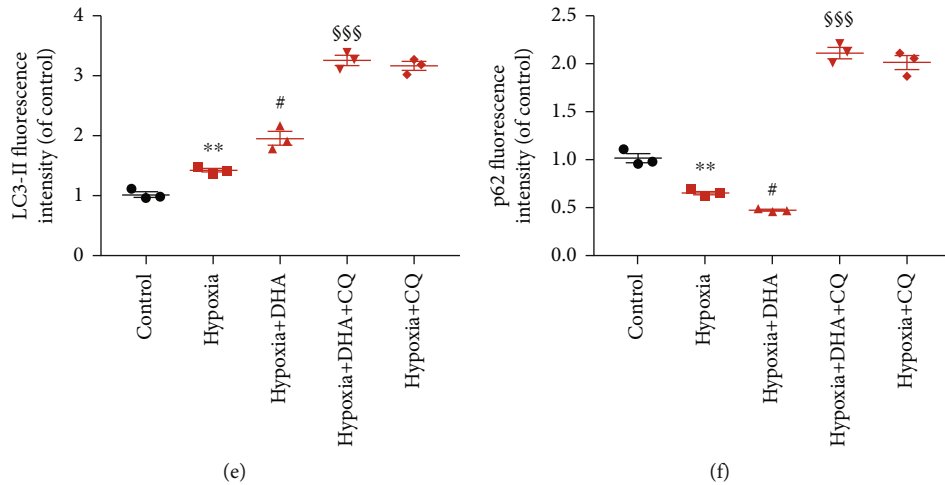 LC3-II fluorescence
intensity (of control)
4
3
2
1
0
**
#
§§§
Control
Hypoxia
Hypoxia+DHA
Hypoxia+DHA+CQ
Hypoxia+CQ
(e)
p62 fluorescence
intensity (of control)
2.5
2.0
1.5
1.0
0.5
0.0
**
#
§§§
Control
Hypoxia
Hypoxia+DHA
Hypoxia+DHA+CQ
Hypoxia+CQ
(f)